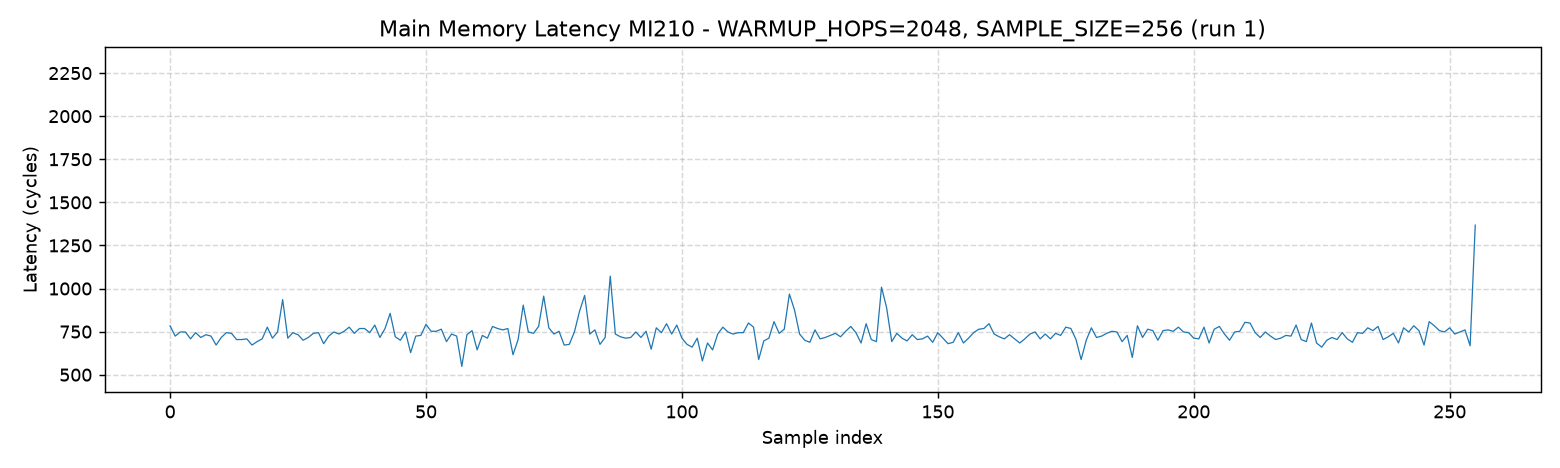 Main Memory Latency MI210 - WARMUP_HOPS=2048, SAMPLE_SIZE=256 (run 1)
Latency (cycles)
2250
2000
1750
1500
1250
1000
750
500
0 50 100 150 200 250
Sample index